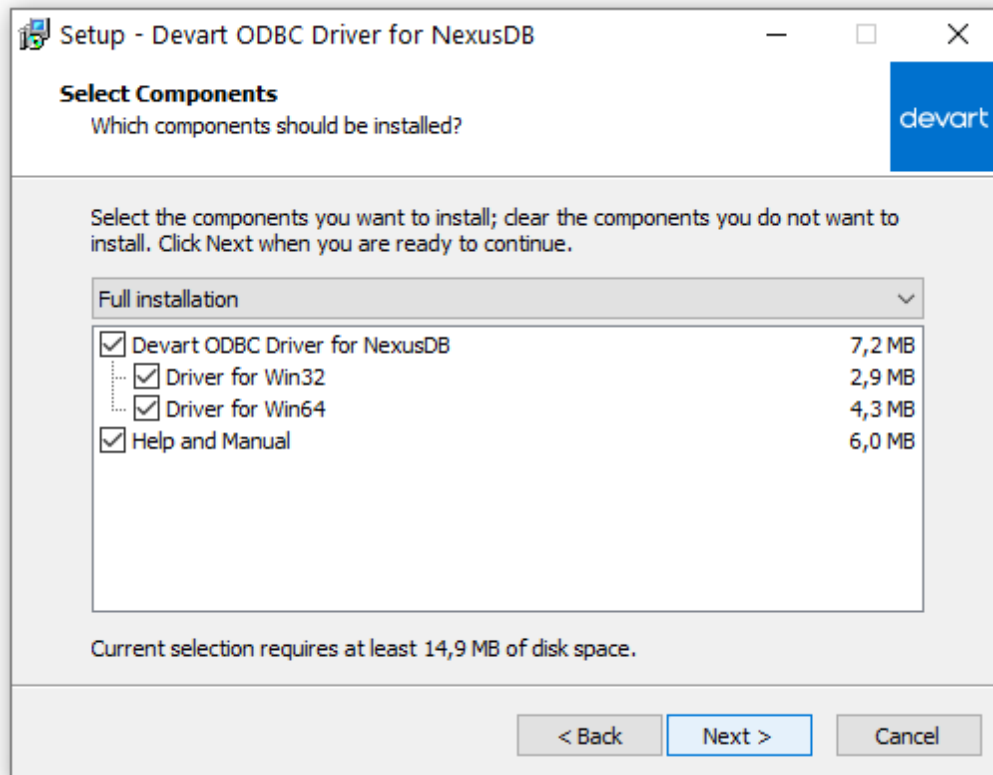 Setup - Devart ODBC Driver for NexusDB
Select Components
Which components should be installed?
devart
Select the components you want to install; clear the components you do not want to
install. Click Next when you are ready to continue.
Full installation
Devart ODBC Driver for NexusDB 7,2 MB
Driver for Win32 2,9 MB
Driver for Win64 4,3 MB
Help and Manual 6,0 MB
Current selection requires at least 14,9 MB of disk space.
< Back Next > Cancel